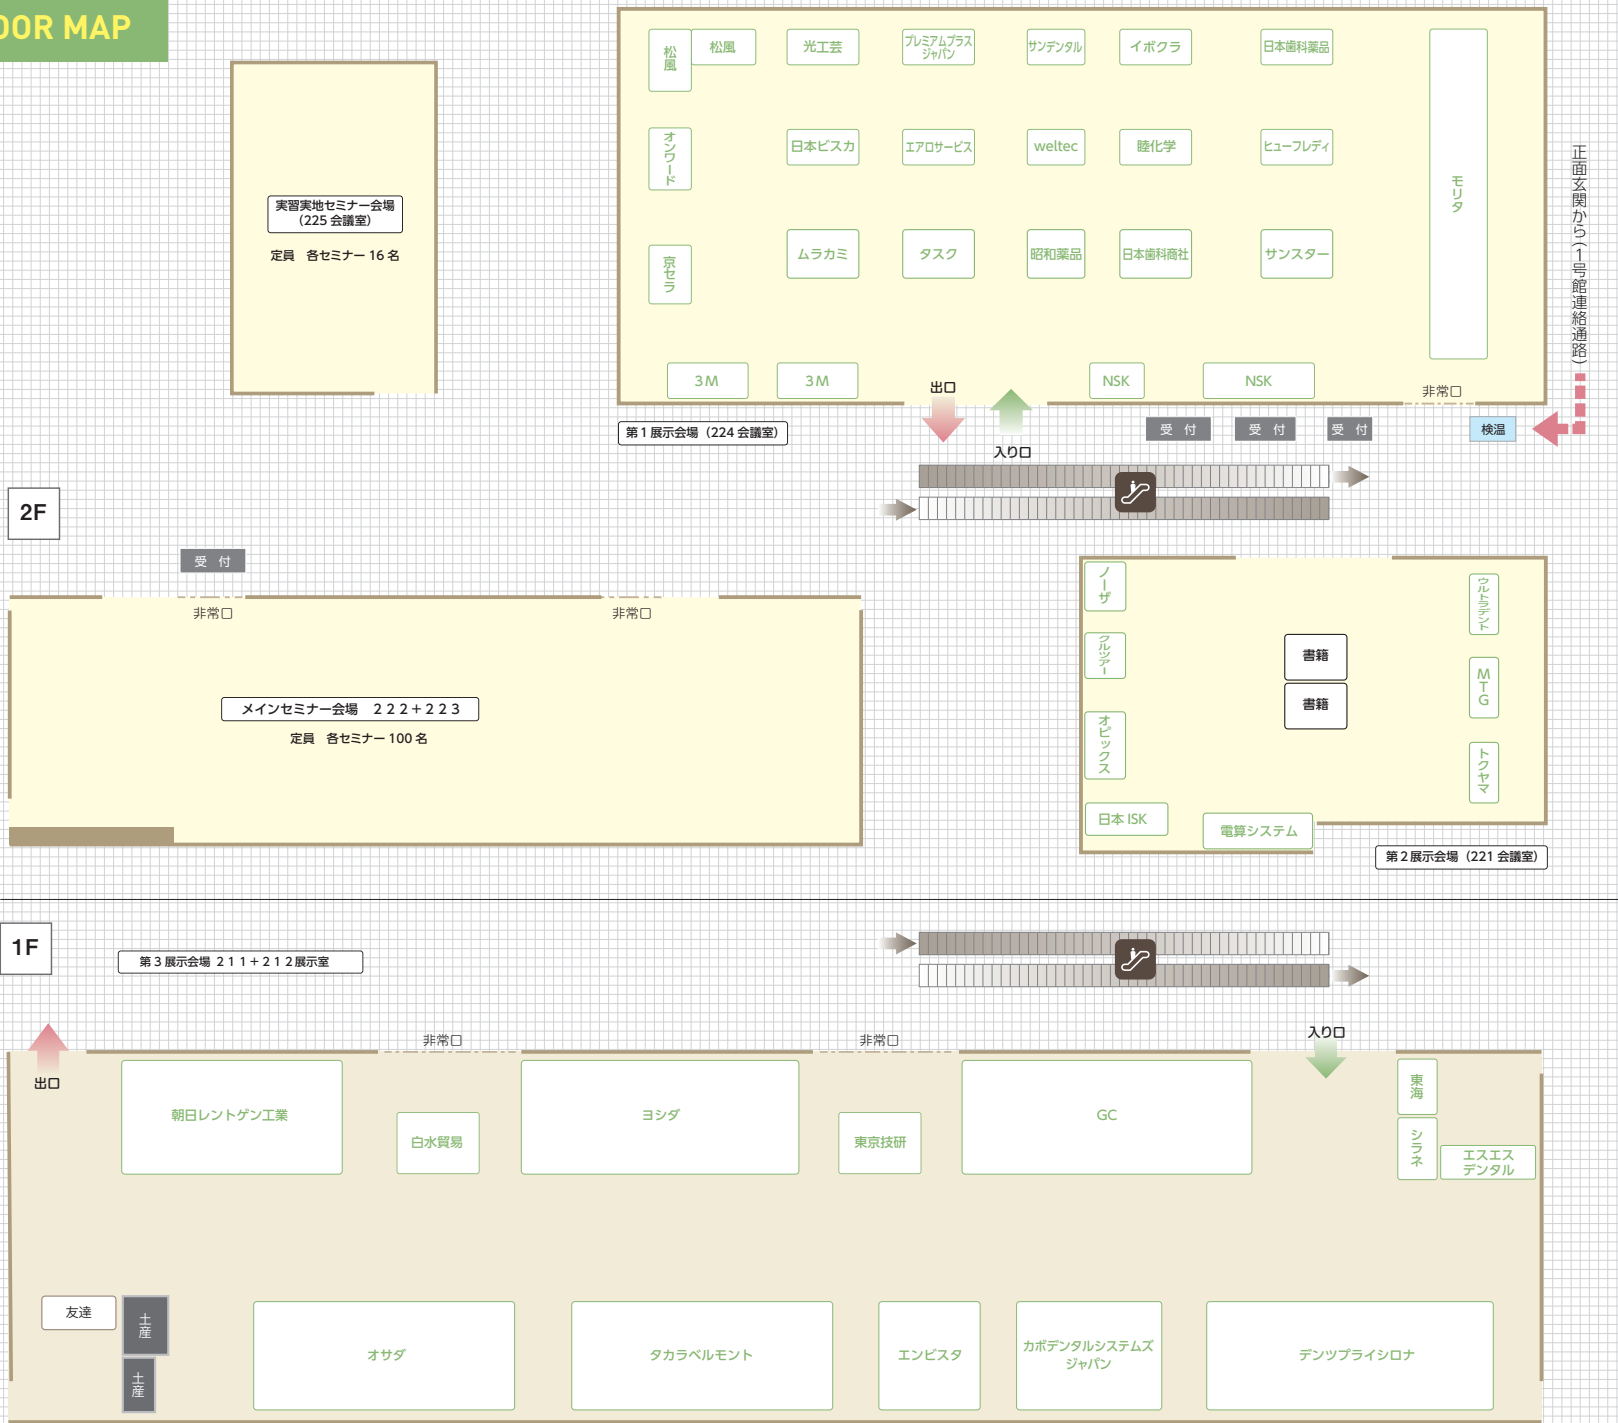 OOR MAP
実習実地セミナー会場
（225 会議室）
定員　各セミナー 16 名
松風
松風
光工芸
プレミアムプラス
ジャパン
サンデンタル
イボクラ
日本歯科薬品
オンワード
日本ビスカ
エアロサービス
weltec
睦化学
ヒューフレディ
モリタ
京セラ
ムラカミ
タスク
昭和薬品
日本歯科商社
サンスター
3M
3M
出口
NSK
NSK
非常口
正面玄関から（1号館連絡通路）
第１展示会場（224 会議室）
入り口
受　付
受　付
受　付
検温
2F
受　付
非常口
非常口
メインセミナー会場　２２２＋２２３
定員　各セミナー 100 名
ノーザ
クルツァー
オピックス
日本 ISK
電算システム
書籍
書籍
ウルトラデント
MTG
トクヤマ
第２展示会場（221 会議室）
1F
第３展示会場 ２１１＋２１２展示室
出口
非常口
非常口
入り口
朝日レントゲン工業
白水貿易
ヨシダ
東京技研
GC
東海
シラネ
エスエス
デンタル
友達
土産
土産
オサダ
タカラベルモント
エンビスタ
カボデンタルシステムズ
ジャパン
デンツプライシロナ